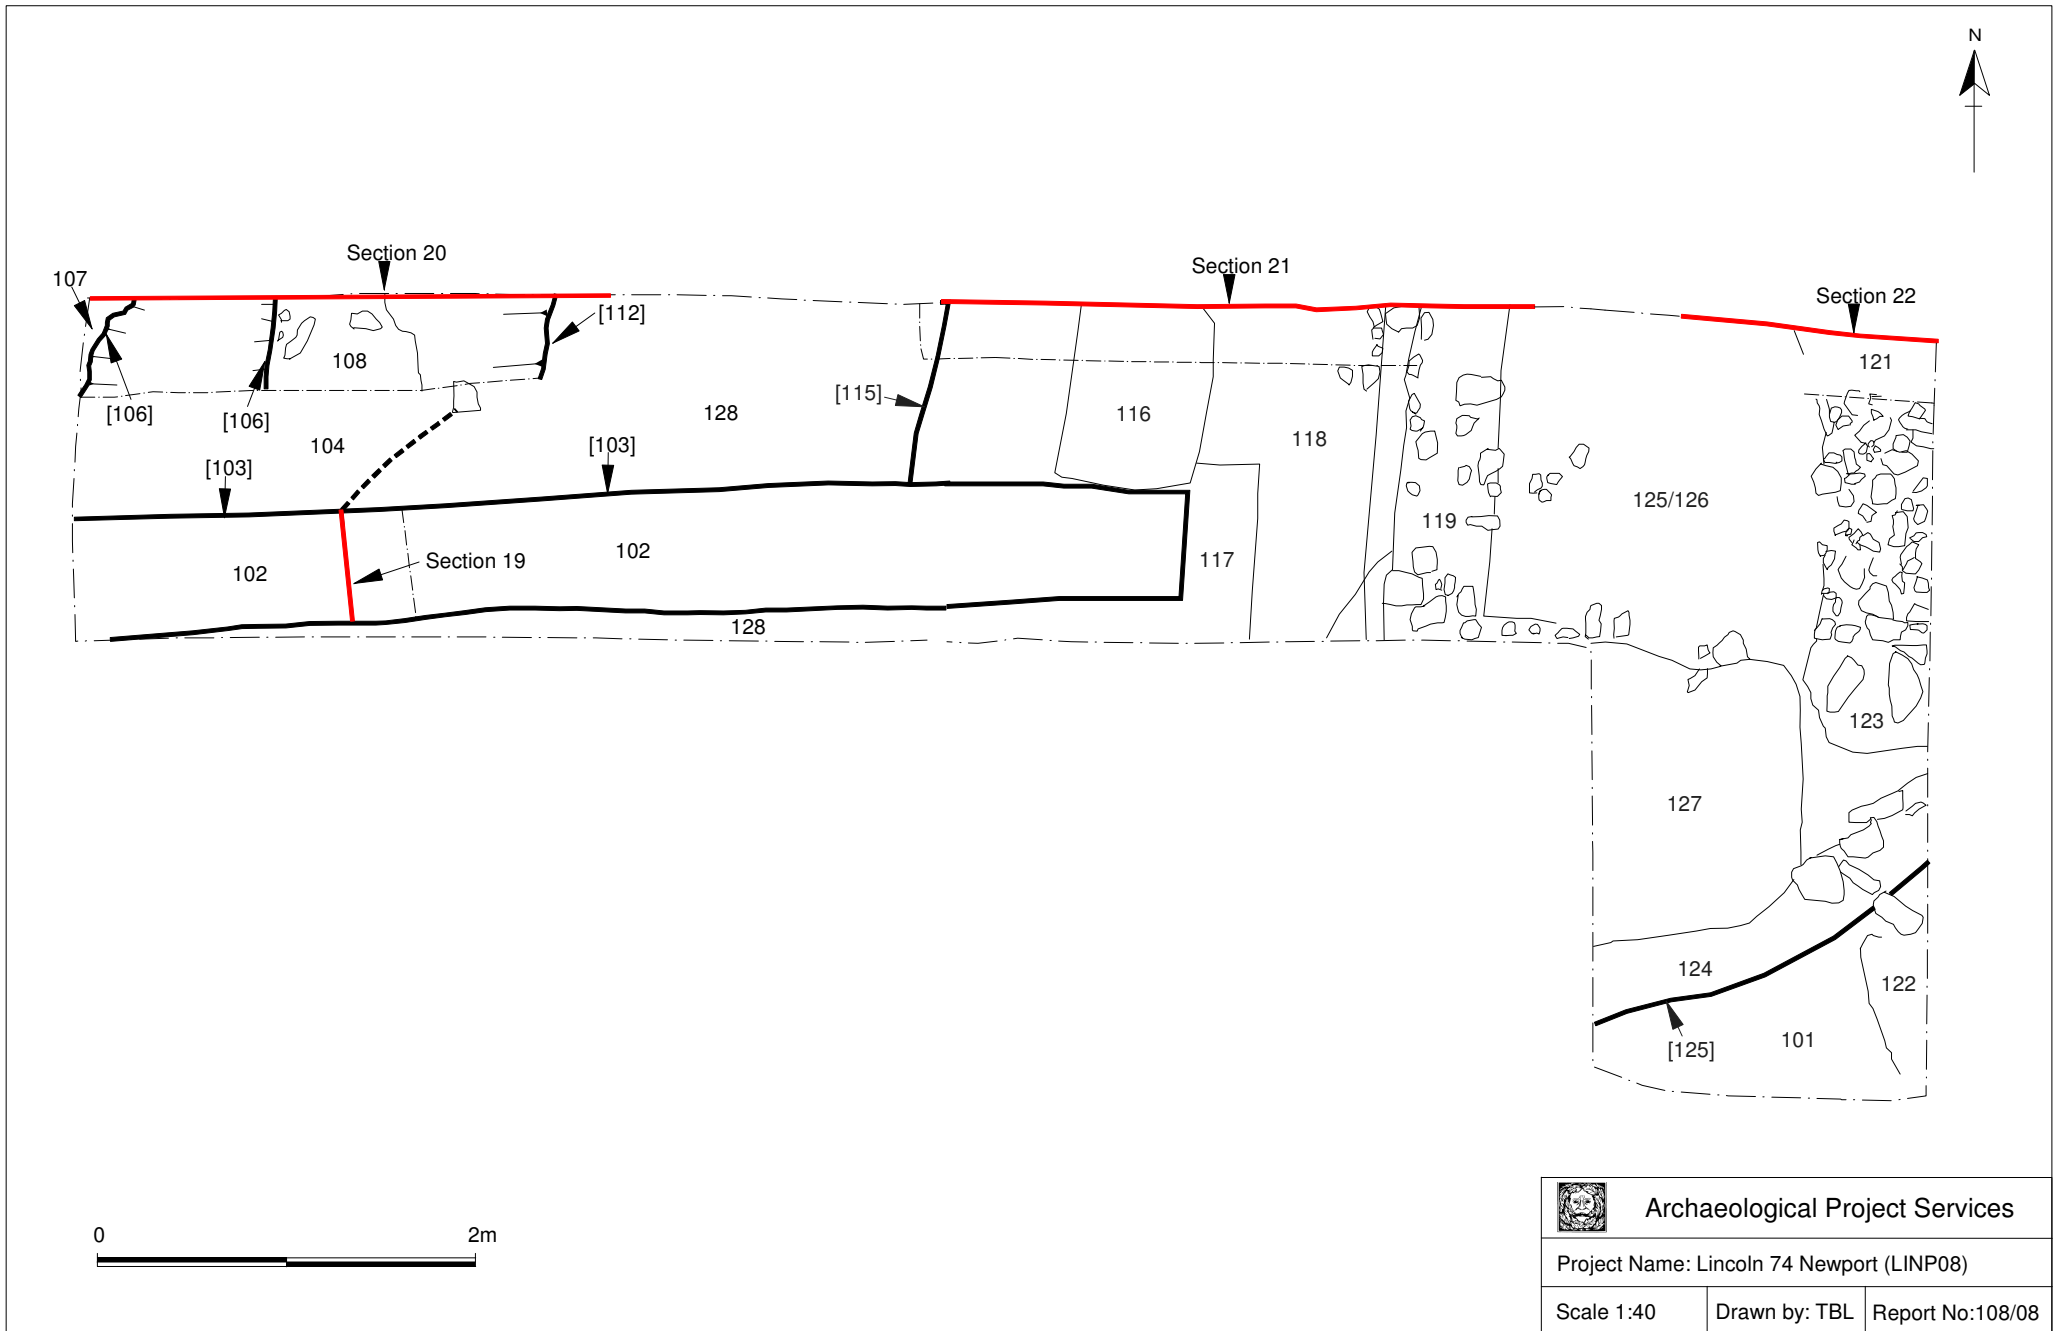 N
Section 20
Section 21
107
Section 22
[112]
108
121
[106]
[106]
[115]
128
116
104
118
[103]
[103]
125/126
119
102
102
Section 19
117
128
123
127
124
122
[125]
101
0
2m
Archaeological Project Services
Project Name: Lincoln 74 Newport (LINP08)
Scale 1:40
Drawn by: TBL
Report No:108/08